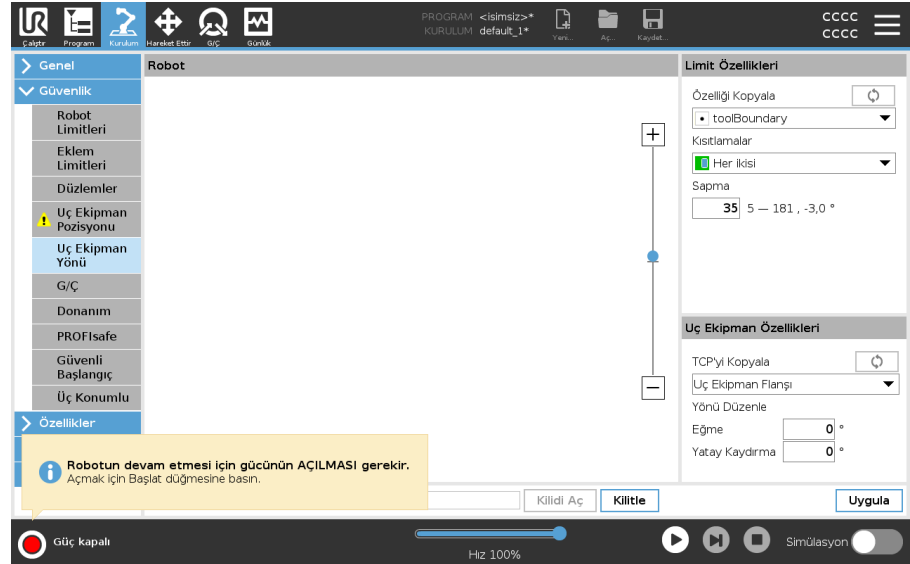 PROGRAM <isimsiz>*
KURULUM default_1*
Çalıştır
Program
Kurulum
Hareket Ettir
G/Ç
Günlük
Yeni...
Aç...
Kaydet...
cccc
cccc
Genel
Güvenlik
Robot
Limitleri
Eklem
Limitleri
Düzlemler
Uç Ekipman
Pozisyonu
Uç Ekipman
Yönü
G/Ç
Donanım
PROFIsafe
Güvenli
Başlangıç
Üç Konumlu
Özellikler
Robot
Limit Özellikleri
Özelliği Kopyala
toolBoundary
Kısıtlamalar
Her ikisi
Sapma
35 5 — 181 , -3,0 °
Uç Ekipman Özellikleri
TCP'yi Kopyala
Uç Ekipman Flanşı
Yönü Düzenle
Eğme 0 °
Yatay Kaydırma 0 °
Robotun devam etmesi için gücünün AÇILMASI gerekir.
Açmak için Başlat düğmesine basın.
Kilidi Aç
Kilitle
Uygula
Güç kapalı
Hız 100%
Simülasyon